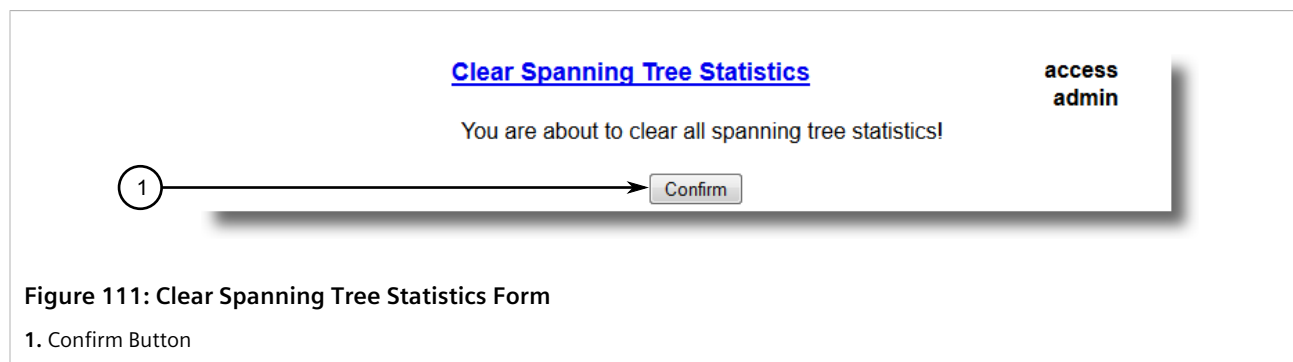 Clear Spanning Tree Statistics
access
admin
You are about to clear all spanning tree statistics!
1
Confirm
Figure 111: Clear Spanning Tree Statistics Form
1. Confirm Button